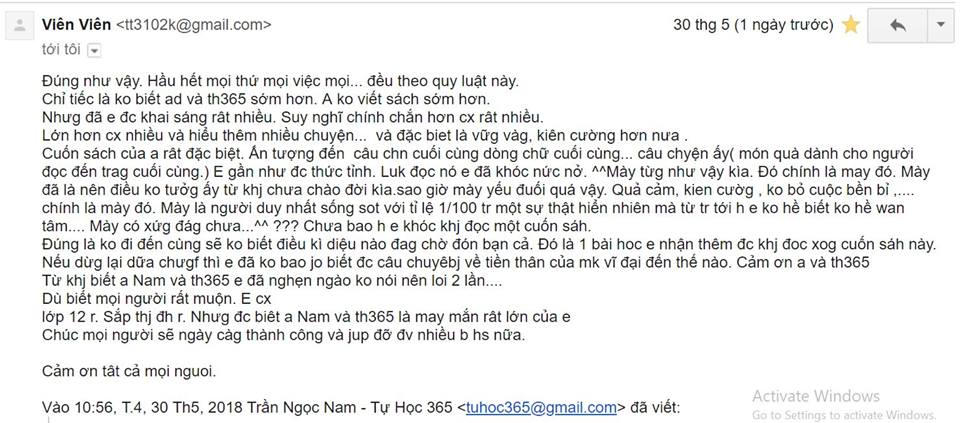 Viên Viên <tt3102k@gmail.com>
30 thg 5 (1 ngày trước)
tới tôi
Đúng như vậy. Hầu hết mọi thứ mọi việc mọi... đều theo quy luật này.
Chỉ tiếc là ko biết ad và th365 sớm hơn. A ko viết sách sớm hơn.
Nhưg đã e đc khai sáng rât nhiều. Suy nghĩ chính chắn hơn cx rât nhiều.
Lớn hơn cx nhiều và hiểu thêm nhiều chuyện... và đặc biet là vữg vàg, kiên cường hơn nưa .
Cuốn sách của a rât đặc biệt. Ấn tượng đến câu chn cuối cùng dòng chữ cuối cùng... câu chyện ấy( món quà dành cho người
đọc đến trag cuối cùng.) E gần như đc thức tỉnh. Luk đọc nó e đã khóc nức nở. ^^Mày từg như vậy kìa. Đó chính là may đó. Mày
đã là nên điều ko tưởg ấy từ khj chưa chào đời kìa.sao giờ mày yếu đuối quá vậy. Quả cảm, kien cườg , ko bỏ cuộc bền bỉ ,....
chính là mày đó. Mày là người duy nhất sống sot với tỉ lệ 1/100 tr một sự thật hiển nhiên mà từ tr tới h e ko hề biết ko hề wan
tâm.... Mày có xứg đág chưa...^^ ??? Chưa bao h e khóc khj đọc một cuốn sáh.
Đúng là ko đi đến cùng sẽ ko biết điều kì diệu nào đag chờ đón bạn cả. Đó là 1 bài hoc e nhận thêm đc khj đoc xog cuốn sáh này.
Nếu dừg lại dữa chưgf thì e đã ko bao jo biết đc câu chuyêbj về tiền thân của mk vĩ đại đến thế nào. Cảm ơn a và th365
Từ khj biết a Nam và th365 e đã nghẹn ngào ko nói nên loi 2 lần....
Dù biết mọi người rất muộn. E cx
lớp 12 r. Sắp thj đh r. Nhưg đc biêt a Nam và th365 là may mắn rât lớn của e
Chúc mọi người sẽ ngày càg thành công và jup đỡ đv nhiều b hs nữa.
Cảm ơn tât cả mọi nguoi.
Vào 10:56, T.4, 30 Th5, 2018 Trần Ngọc Nam - Tự Học 365 <tuhoc365@gmail.com> đã viết:
Activate Windows
Go to Settings to activate Windows.